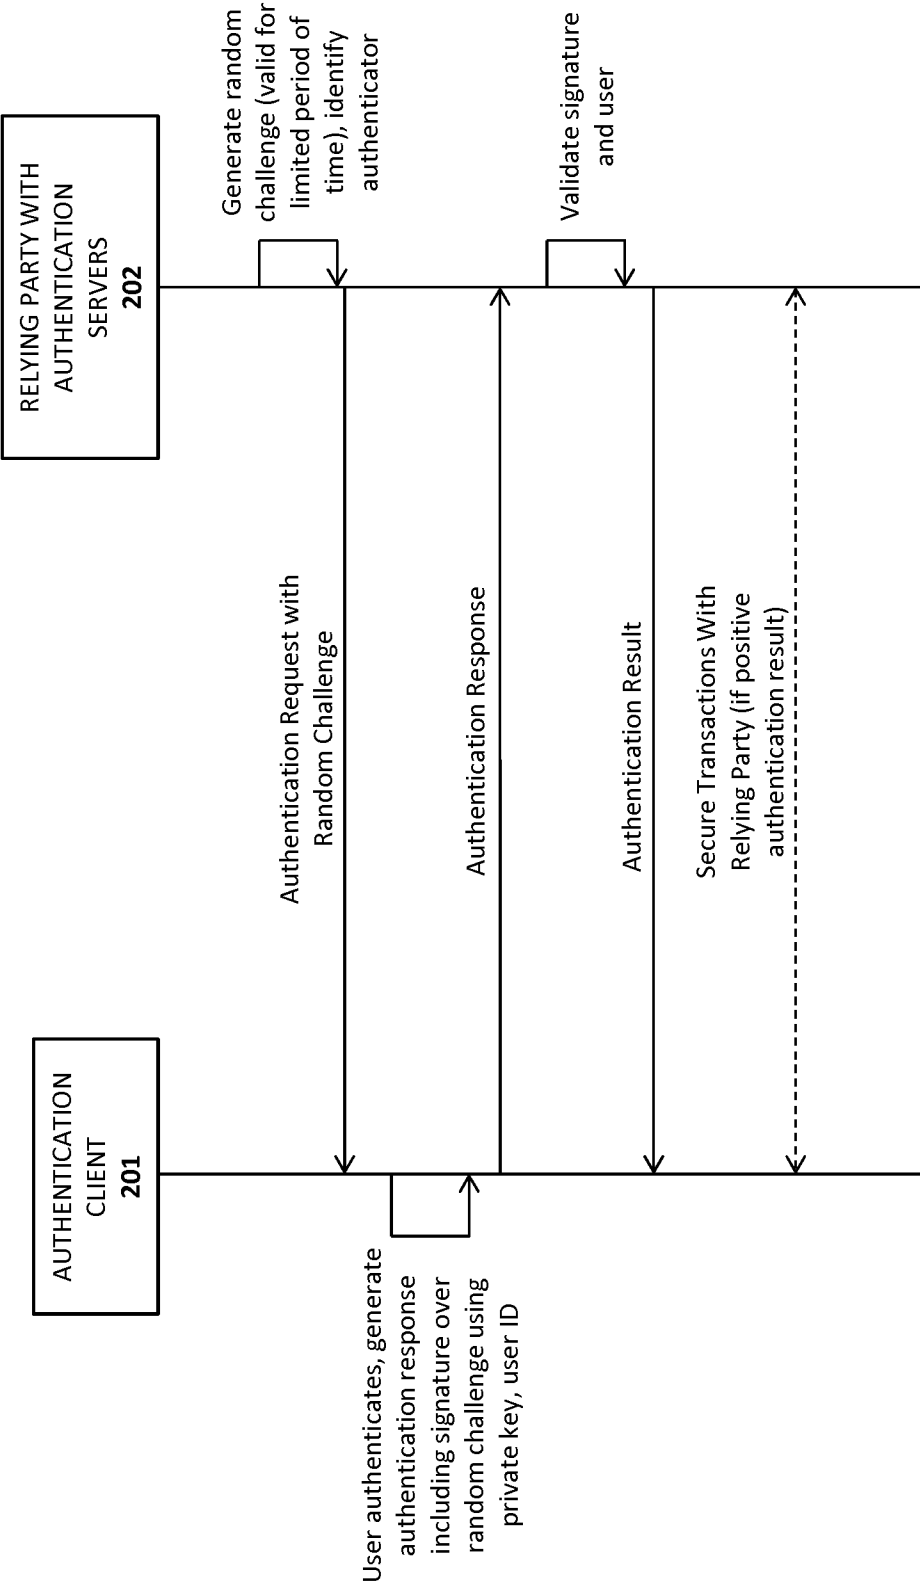 AUTHENTICATION
CLIENT
201
RELYING PARTY WITH
AUTHENTICATION
SERVERS
202
Generate random
challenge (valid for
limited period of
time), identify
authenticator
Authentication Request with
Random Challenge
User authenticates, generate
authentication response
including signature over
random challenge using
private key, user ID
Authentication Response
Validate signature
and user
Authentication Result
Secure Transactions With
Relying Party (if positive
authentication result)